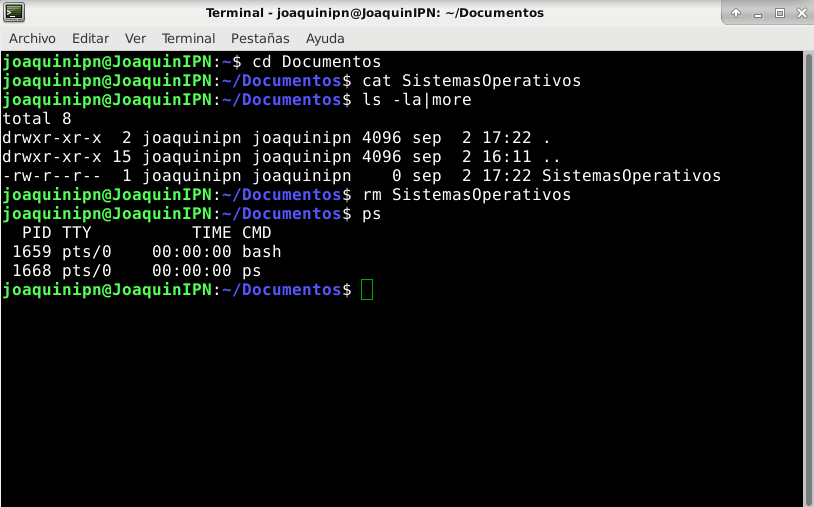 Terminal - joaquinipn@JoaquinIPN: ~/Documentos
Archivo Editar Ver Terminal Pestañas Ayuda
joaquinipn@JoaquinIPN:~$ cd Documentos
joaquinipn@JoaquinIPN:~/Documentos$ cat SistemasOperativos
joaquinipn@JoaquinIPN:~/Documentos$ ls -la|more
total 8
drwxr-xr-x  2 joaquinipn joaquinipn 4096 sep  2 17:22 .
drwxr-xr-x 15 joaquinipn joaquinipn 4096 sep  2 16:11 ..
-rw-r--r--  1 joaquinipn joaquinipn    0 sep  2 17:22 SistemasOperativos
joaquinipn@JoaquinIPN:~/Documentos$ rm SistemasOperativos
joaquinipn@JoaquinIPN:~/Documentos$ ps
  PID TTY          TIME CMD
 1659 pts/0    00:00:00 bash
 1668 pts/0    00:00:00 ps
joaquinipn@JoaquinIPN:~/Documentos$